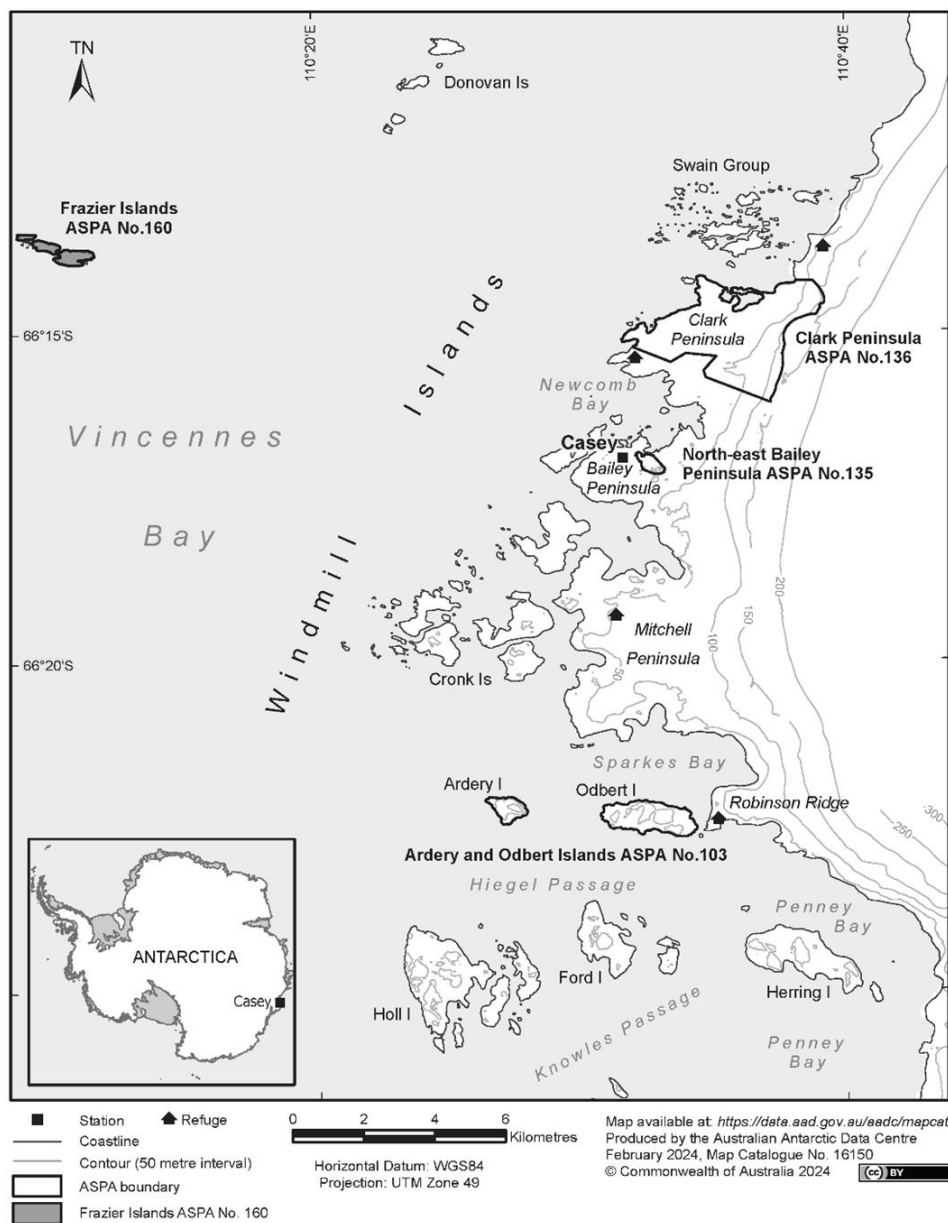 TN
110°20'E
110°40'E
Donovan Is
Swain Group
Frazier Islands
ASPA No.160
66°15'S
Clark
Peninsula
Clark Peninsula
ASPA No.136
Newcomb
Bay
Vincennes
Bay
Casey
Bailey
Peninsula
North-east Bailey
Peninsula ASPA No.135
Windmill Islands
200
150
100
50
Mitchell
Peninsula
66°20'S
Cronk Is
Sparkes Bay
Ardery I
Odbert I
Robinson Ridge
300
250
Ardery and Odbert Islands ASPA No.103
Hiegel Passage
Penney
Bay
Holl I
Ford I
Herring I
Knowles Passage
Penney
Bay
ANTARCTICA
Casey
Station
Refuge
Coastline
Contour (50 metre interval)
ASPA boundary
Frazier Islands ASPA No. 160
0 2 4 6
Kilometres
Horizontal Datum: WGS84
Projection: UTM Zone 49
Map available at: https://data.aad.gov.au/aadc/mapcat
Produced by the Australian Antarctic Data Centre
February 2024, Map Catalogue No. 16150
© Commonwealth of Australia 2024
cc BY